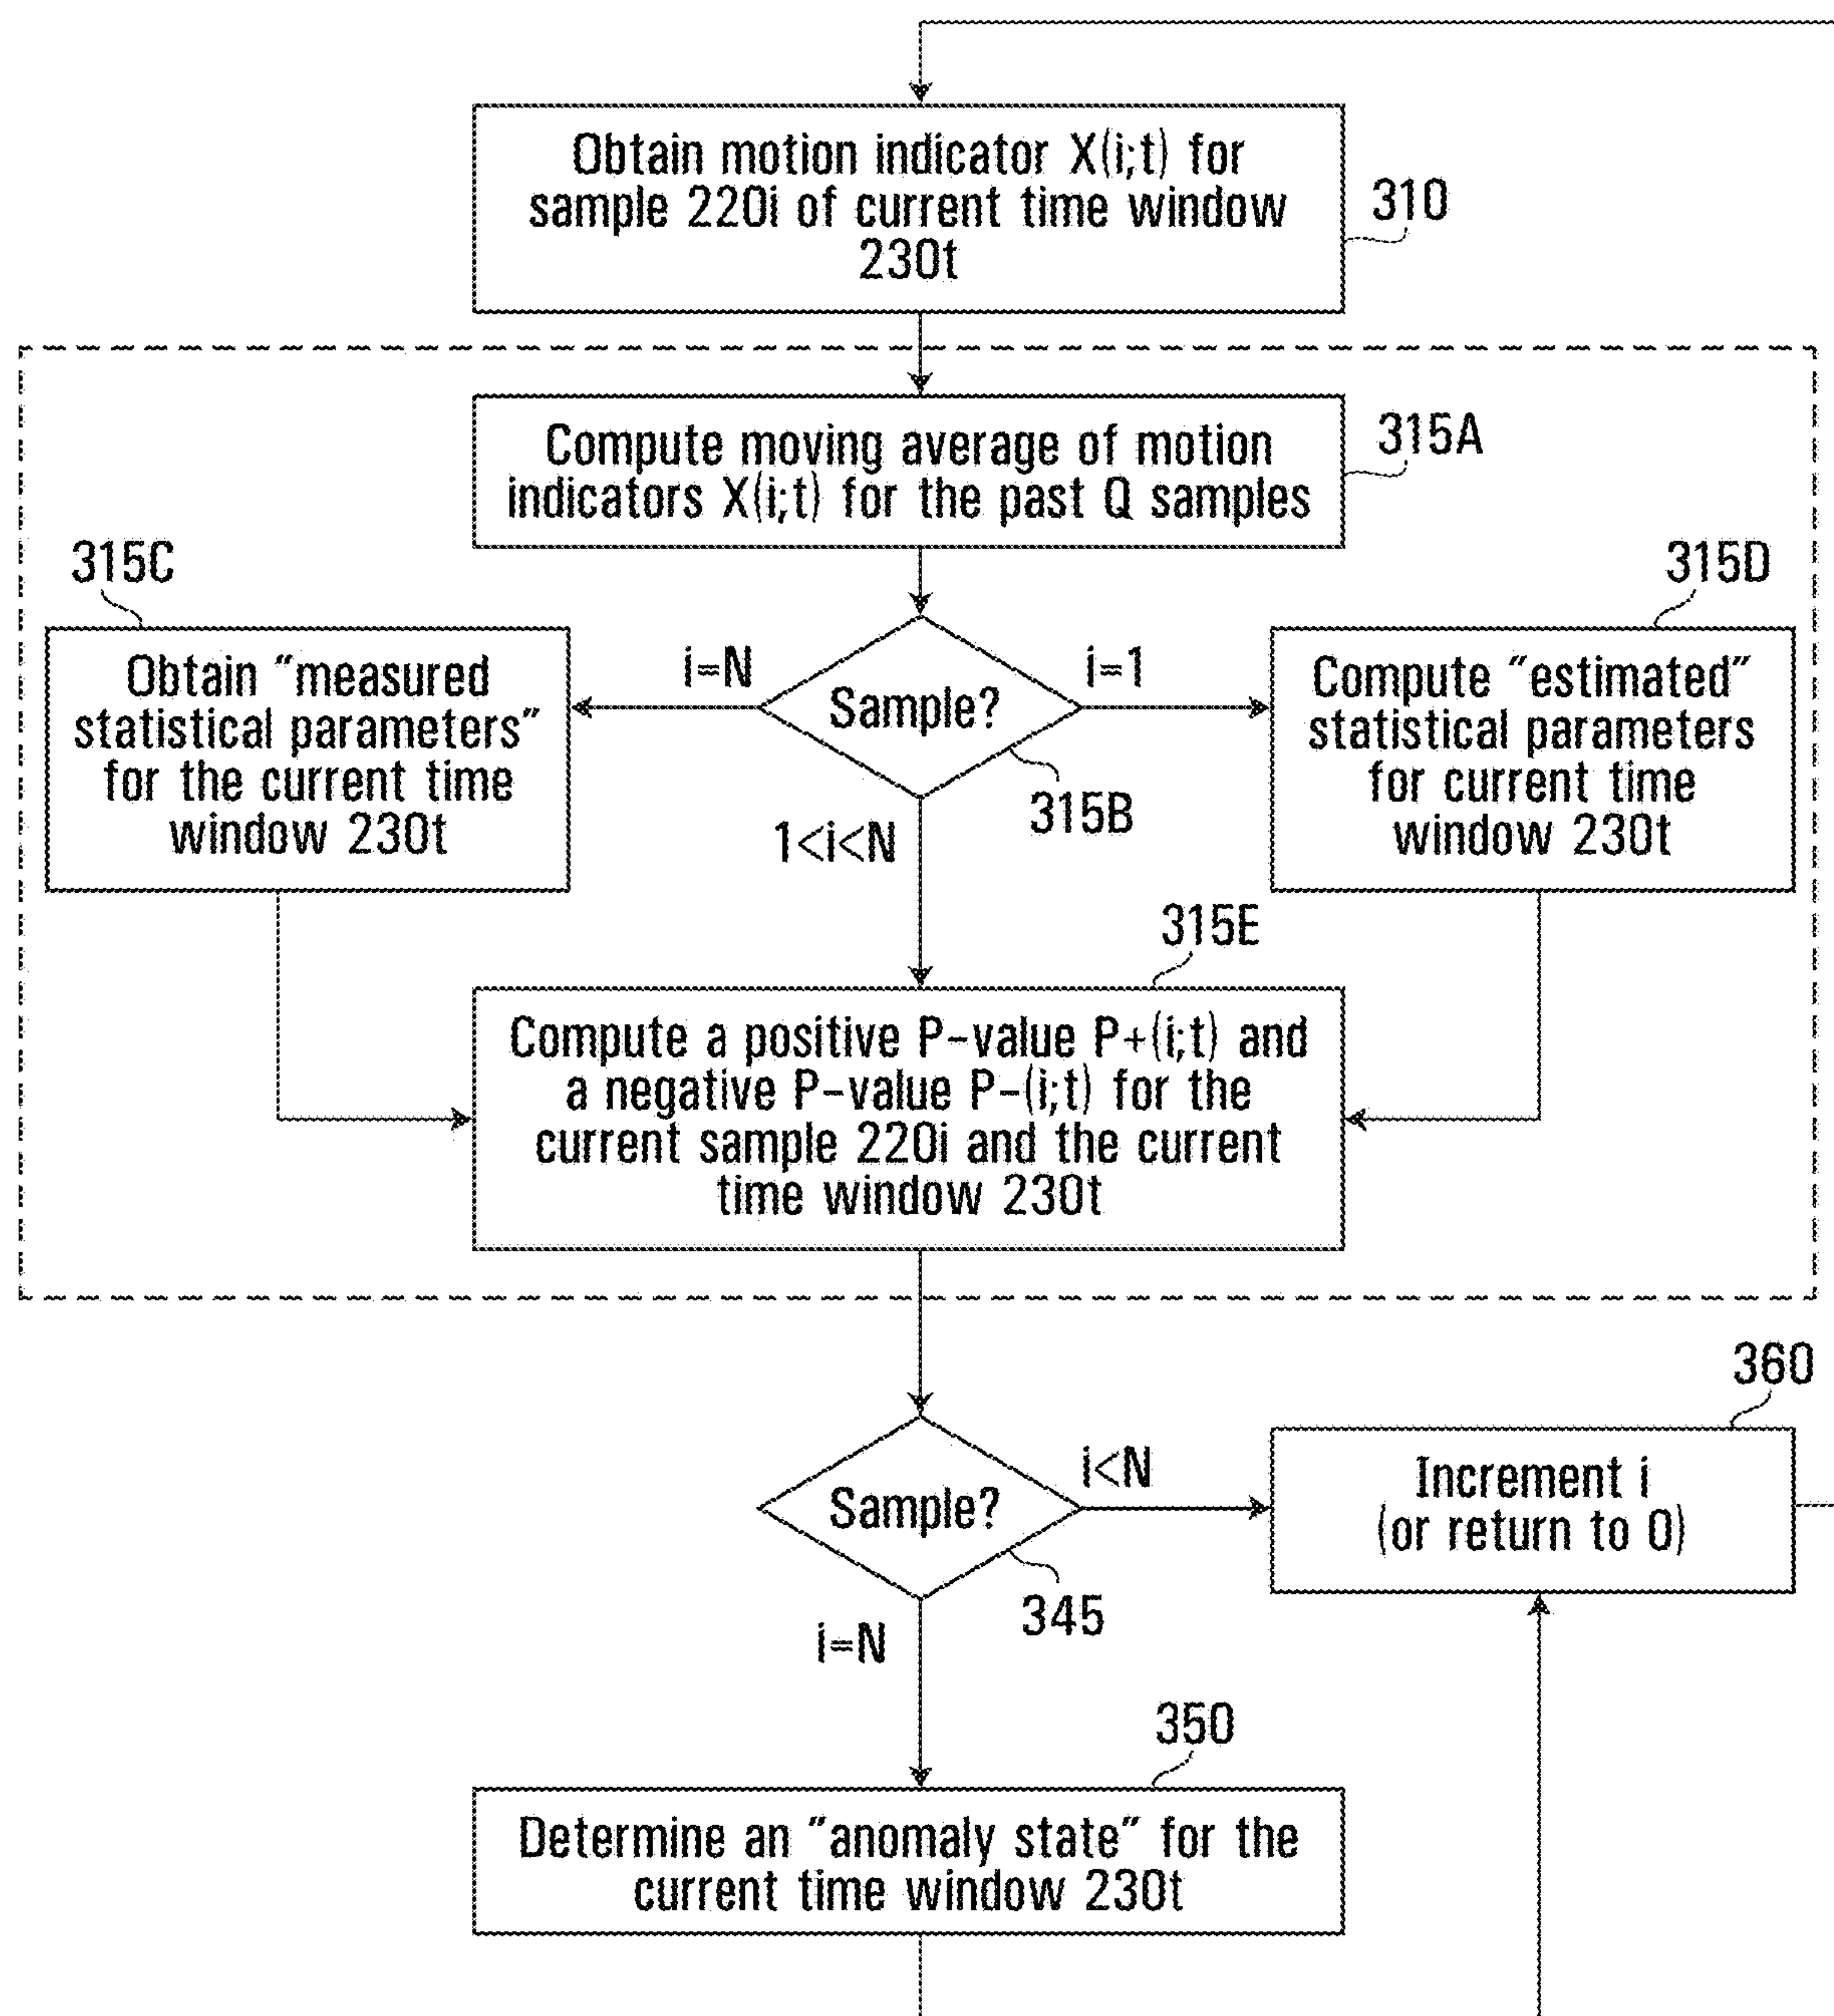 Obtain motion indicator X(i;t) for
sample 220i of current time window
230t
310
Compute moving average of motion
indicators X(i;t) for the past Q samples
315A
315C
315D
Obtain "measured
statistical parameters"
for the current time
window 230t
i=N
Sample?
i=1
Compute "estimated"
statistical parameters
for current time
window 230t
315B
1<i<N
315E
Compute a positive P-value P+(i;t) and
a negative P-value P-(i;t) for the
current sample 220i and the current
time window 230t
360
Sample?
i<N
Increment i
(or return to 0)
345
i=N
350
Determine an "anomaly state" for the
current time window 230t